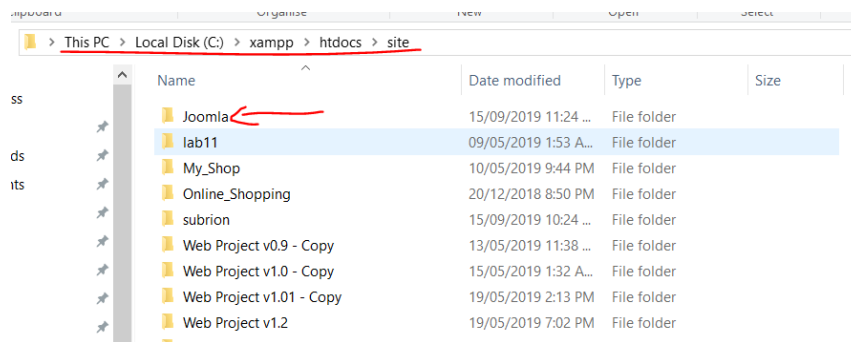 Clipboard Organise New Open Select
This PC > Local Disk (C:) > xampp > htdocs > site
Name Date modified Type Size
ss
Joomla 15/09/2019 11:24 ... File folder
lab11 09/05/2019 1:53 A... File folder
ds
My_Shop 10/05/2019 9:44 PM File folder
nts
Online_Shopping 20/12/2018 8:50 PM File folder
subrion 15/09/2019 10:24 ... File folder
Web Project v0.9 - Copy 13/05/2019 11:38 ... File folder
Web Project v1.0 - Copy 15/05/2019 1:32 A... File folder
Web Project v1.01 - Copy 19/05/2019 2:13 PM File folder
Web Project v1.2 19/05/2019 7:02 PM File folder